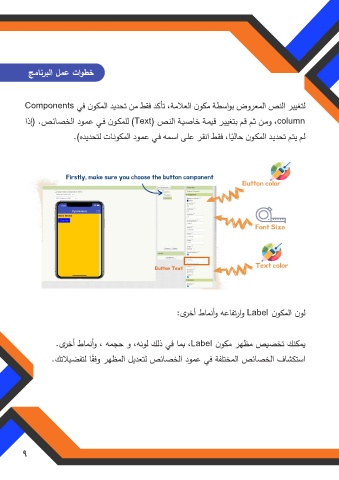 خطوات عمل البرنامج
لتغيير النص المعروض بواسطة مكون العلامة، تأكد فقط من تحديد المكون في Components
column، ومن ثم قم بتغيير قيمة خاصية النص (Text) للمكون في عمود الخصائص. (إذا
لم يتم تحديد المكون حاليًا، فقط انقر على اسمه في عمود المكونات لتحديده).
Firstly, make sure you choose the button component
Button color
Font Size
Text color
Button Text
لون المكون Label وارتفاعه وأنماط أخرى:
يمكنك تخصيص مظهر مكون Label، بما في ذلك لونه، و حجمه ، وأنماط أخرى.
استكشاف الخصائص المختلفة في عمود الخصائص لتعديل المظهر وفقًا لتفضيلاتك.
٩